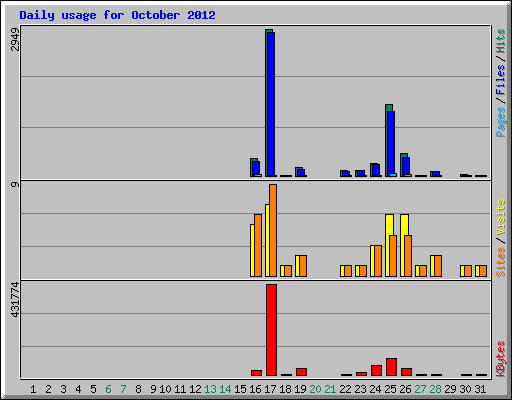 Daily usage for October 2012
2949
Pages/Files/Hits
9
Sites/Visits
431774
KBytes
1 2 3 4 5 6 7 8 9 10 11 12 13 14 15 16 17 18 19 20 21 22 23 24 25 26 27 28 29 30 31